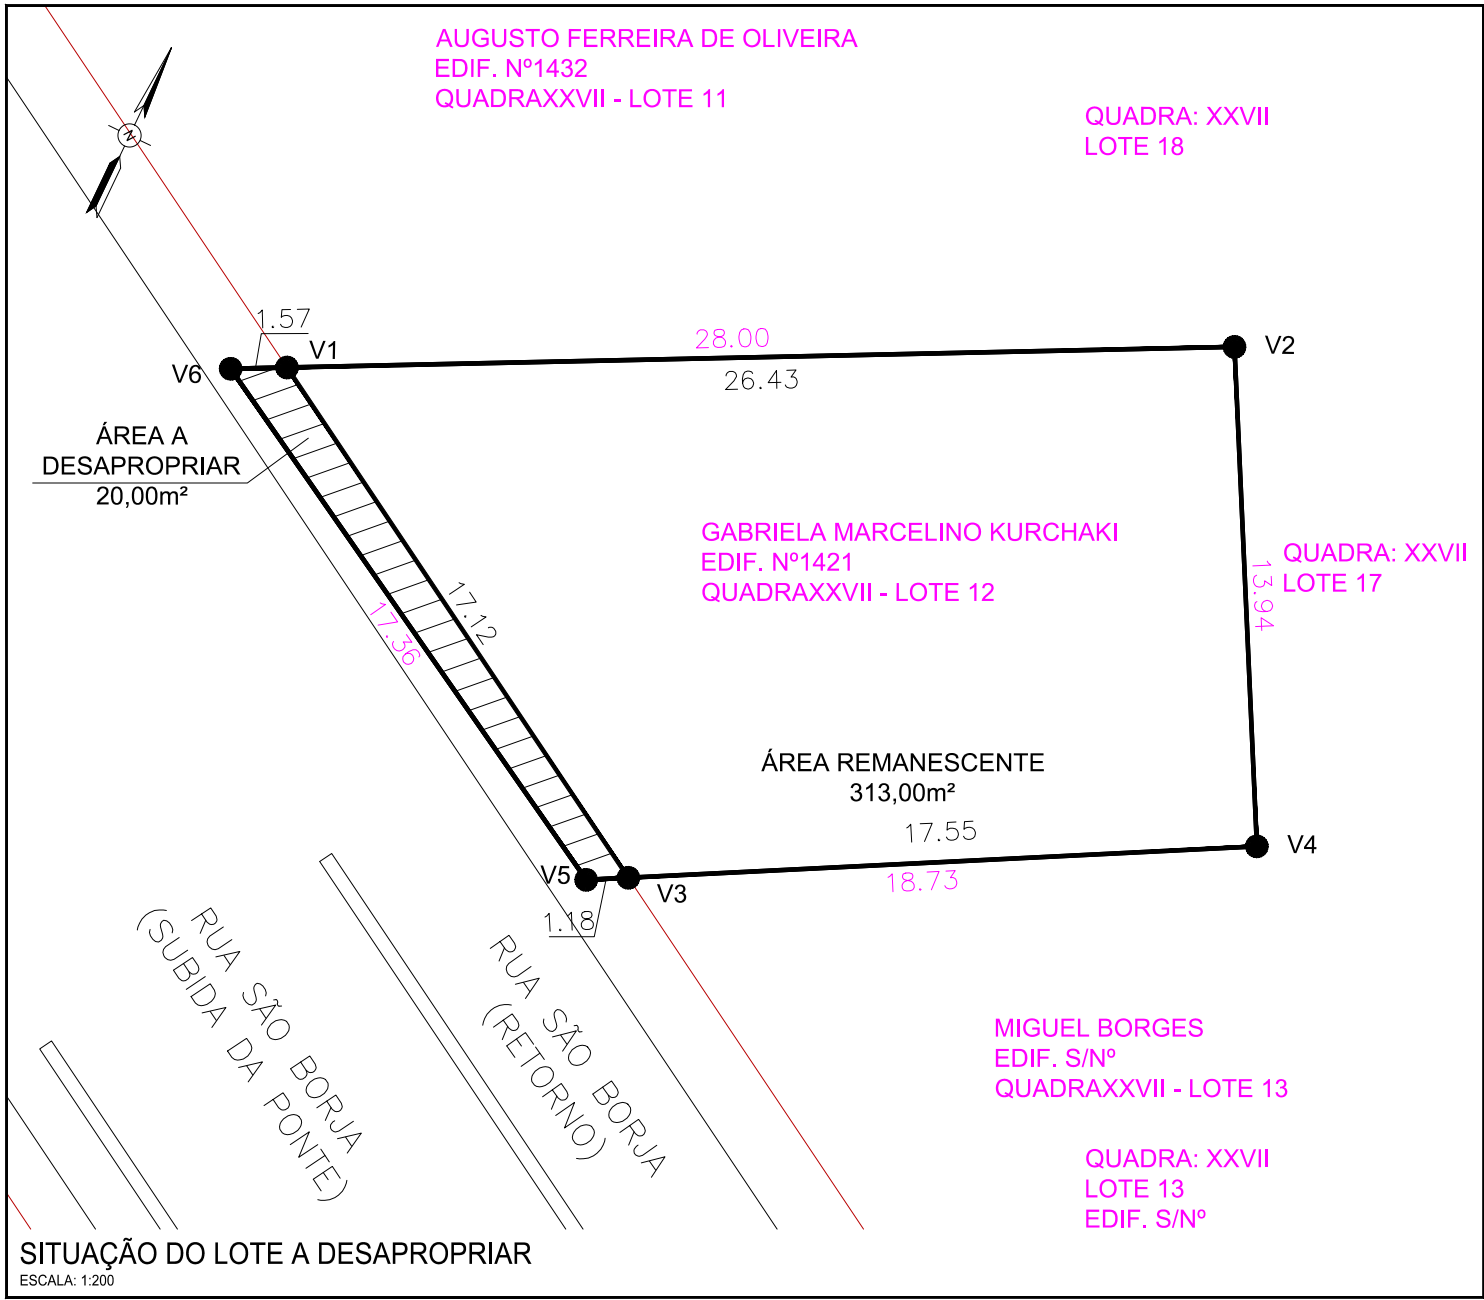 AUGUSTO FERREIRA DE OLIVEIRA
EDIF. Nº1432
QUADRAXXVII - LOTE 11
QUADRA: XXVII
LOTE 18
N
1.57
V1
V6
28.00
26.43
V2
ÁREA A
DESAPROPRIAR
20,00m²
GABRIELA MARCELINO KURCHAKI
EDIF. Nº1421
QUADRAXXVII - LOTE 12
QUADRA: XXVII
LOTE 17
13.94
17.12
17.36
ÁREA REMANESCENTE
313,00m²
17.55
18.73
V4
V5
V3
1.18
RUA SÃO BORJA
(SUBIDA DA PONTE)
RUA SÃO BORJA
(RETORNO)
MIGUEL BORGES
EDIF. S/Nº
QUADRAXXVII - LOTE 13
QUADRA: XXVII
LOTE 13
EDIF. S/Nº
SITUAÇÃO DO LOTE A DESAPROPRIAR
ESCALA: 1:200